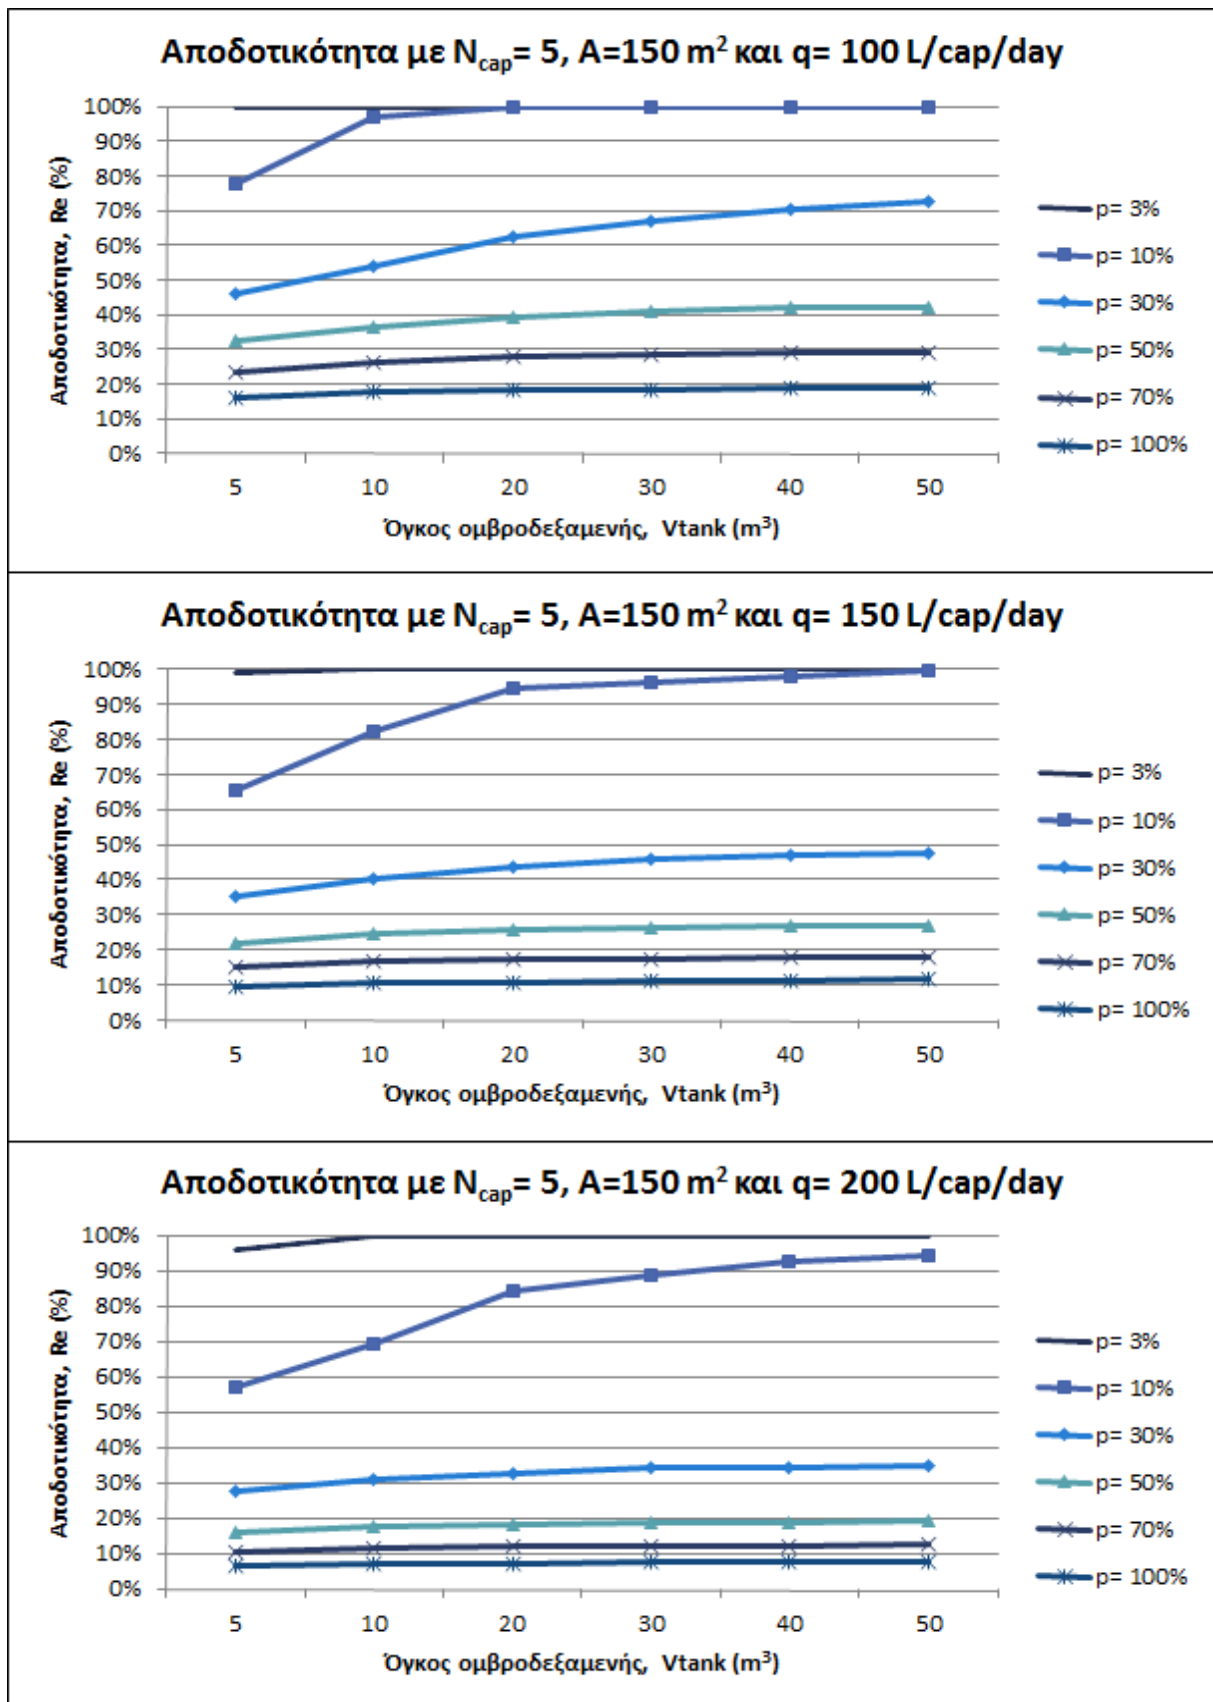 Αποδοτικότητα με Ncap= 5, A=150 m² και q= 100 L/cap/day
Αποδοτικότητα, Re (%)
100%
90%
80%
70%
60%
50%
40%
30%
20%
10%
0%
5 10 20 30 40 50
Όγκος ομβροδεξαμενής, Vtank (m³)
p= 3%
p= 10%
p= 30%
p= 50%
p= 70%
p= 100%
Αποδοτικότητα με Ncap= 5, A=150 m² και q= 150 L/cap/day
Αποδοτικότητα, Re (%)
100%
90%
80%
70%
60%
50%
40%
30%
20%
10%
0%
5 10 20 30 40 50
Όγκος ομβροδεξαμενής, Vtank (m³)
p= 3%
p= 10%
p= 30%
p= 50%
p= 70%
p= 100%
Αποδοτικότητα με Ncap= 5, A=150 m² και q= 200 L/cap/day
Αποδοτικότητα, Re (%)
100%
90%
80%
70%
60%
50%
40%
30%
20%
10%
0%
5 10 20 30 40 50
Όγκος ομβροδεξαμενής, Vtank (m³)
p= 3%
p= 10%
p= 30%
p= 50%
p= 70%
p= 100%